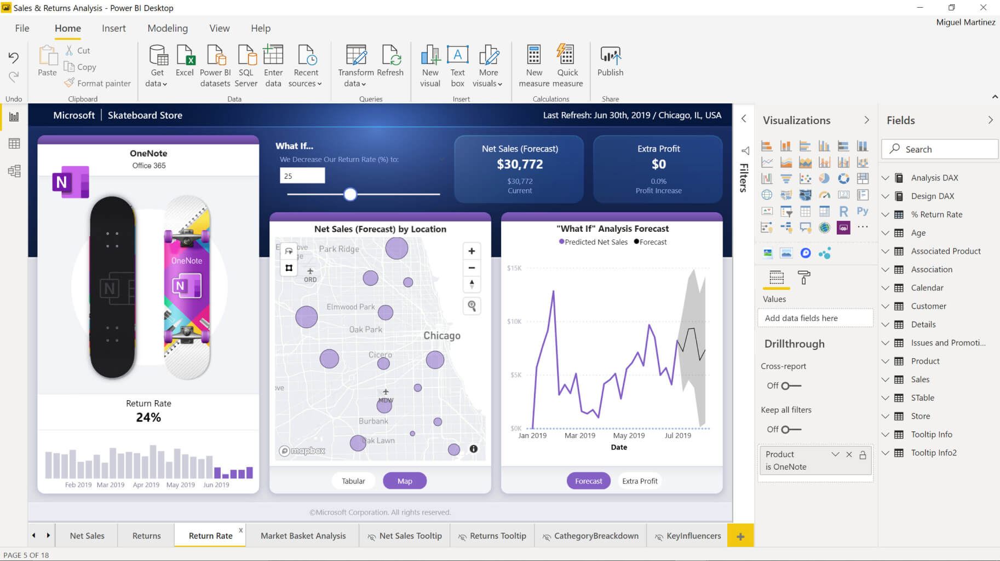 Sales & Returns Analysis - Power BI Desktop
Miguel Martinez
File Home Insert Modeling View Help
Undo
Paste
Cut
Copy
Format painter
Clipboard
Get data
Excel
Power BI datasets
SQL Server
Enter data
Recent sources
Data
Transform data
Refresh
Queries
New visual
Text box
More visuals
Insert
New measure
Quick measure
Calculations
Publish
Share
Microsoft | Skateboard Store
Last Refresh: Jun 30th, 2019 / Chicago, IL, USA
OneNote
Office 365
N
N
OneNote
N
Return Rate
24%
Feb 2019 Mar 2019 Apr 2019 May 2019 Jun 2019
What If...
We Decrease Our Return Rate (%) to:
25
Net Sales (Forecast)
$30,772
$30,772
Current
Extra Profit
$0
0.0%
Profit Increase
Net Sales (Forecast) by Location
Park Ridge
ORD
Elmwood Park
Oak Park
Chicago
Cicero
ove
MDW
Burbank
Oak Lawn
mapbox
Tabular
Map
"What If" Analysis Forecast
Predicted Net Sales Forecast
$15K
$10K
$5K
$0K
Jan 2019 Mar 2019 May 2019 Jul 2019
Date
Forecast
Extra Profit
©Microsoft Corporation. All rights reserved.
Filters
Visualizations
123
R
Py
Values
Add data fields here
Drillthrough
Cross-report
Off
Keep all filters
Off
Product
is OneNote
Fields
Search
Analysis DAX
Design DAX
% Return Rate
Age
Associated Product
Association
Calendar
Customer
Details
Issues and Promoti...
Product
Sales
STable
Store
Tooltip Info
Tooltip Info2
Net Sales
Returns
Return Rate
x
Market Basket Analysis
Net Sales Tooltip
Returns Tooltip
CathegoryBreackdown
KeyInfluencers
+
PAGE 5 OF 18